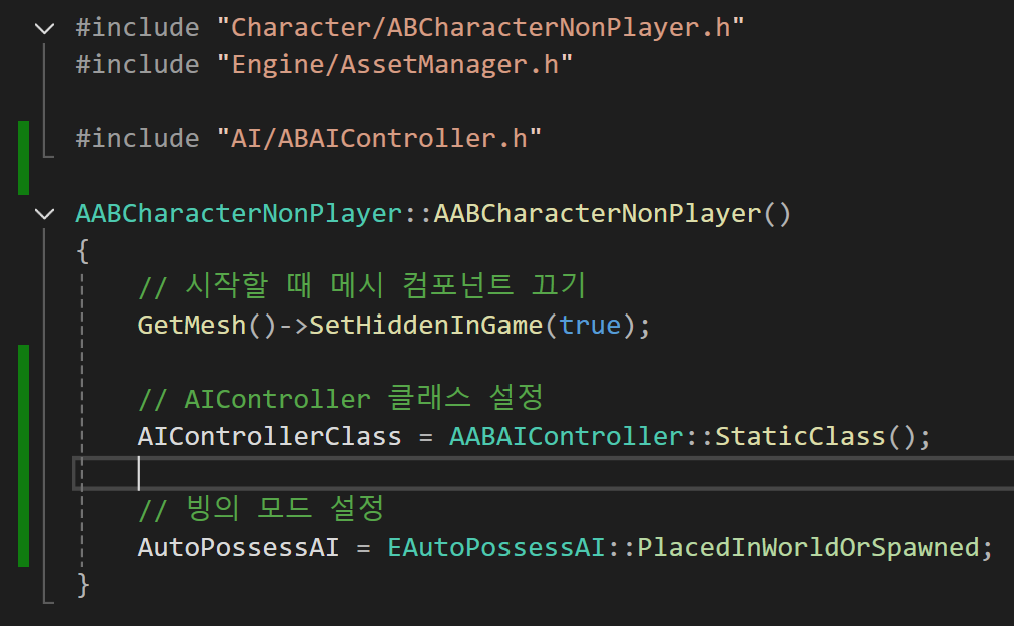 #include "Character/ABCharacterNonPlayer.h"
#include "Engine/AssetManager.h"
#include "AI/ABAIController.h"
AABCharacterNonPlayer::AABCharacterNonPlayer()
{
// 시작할 때 메시 컴포넌트 끄기
GetMesh()->SetHiddenInGame(true);
// AIController 클래스 설정
AIControllerClass = AABAIController::StaticClass();
// 빙의 모드 설정
AutoPossessAI = EAutoPossessAI::PlacedInWorldOrSpawned;
}